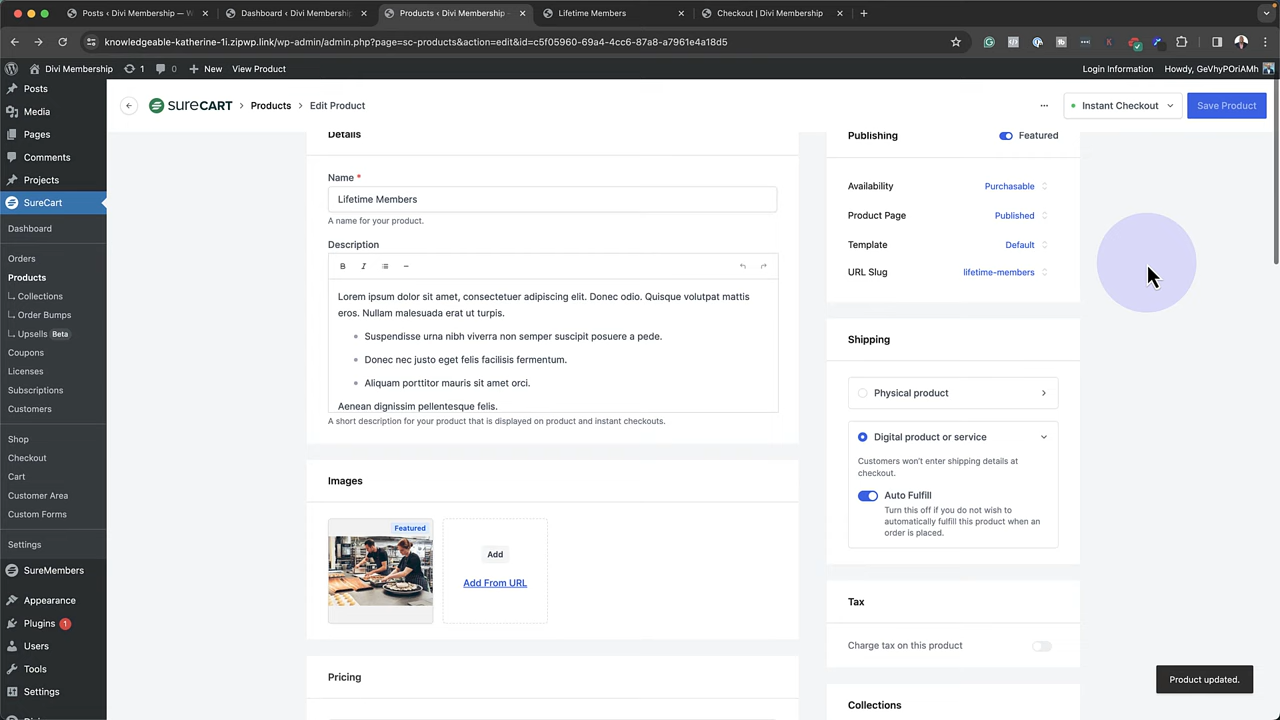 Posts ‹ Divi Membership — W
Dashboard ‹ Divi Membership
Products ‹ Divi Membership -
Lifetime Members
Checkout | Divi Membership
knowledgeable-katherine-1i.zipwp.link/wp-admin/admin.php?page=sc-products&action=edit&id=c5f05960-69a4-4cc6-87a8-a7961e4a18d5
Divi Membership
1
0
+ New
View Product
Login Information
Howdy, GeVhyPOriAMh
Posts
Media
Pages
Comments
Projects
SureCart
Dashboard
Orders
Products
Collections
Order Bumps
Upsells Beta
Coupons
Licenses
Subscriptions
Customers
Shop
Checkout
Cart
Customer Area
Custom Forms
Settings
SureMembers
Appearance
Plugins 1
Users
Tools
Settings
SURECART
Products
Edit Product
Instant Checkout
Save Product
Details
Name *
Lifetime Members
A name for your product.
Description
B I
Lorem ipsum dolor sit amet, consectetuer adipiscing elit. Donec odio. Quisque volutpat mattis
eros. Nullam malesuada erat ut turpis.
Suspendisse urna nibh viverra non semper suscipit posuere a pede.
Donec nec justo eget felis facilisis fermentum.
Aliquam porttitor mauris sit amet orci.
Aenean dignissim pellentesque felis.
A short description for your product that is displayed on product and instant checkouts.
Images
Featured
Add
Add From URL
Pricing
Publishing
Featured
Availability
Purchasable
Product Page
Published
Template
Default
URL Slug
lifetime-members
Shipping
Physical product
Digital product or service
Customers won't enter shipping details at
checkout.
Auto Fulfill
Turn this off if you do not wish to
automatically fulfill this product when an
order is placed.
Tax
Charge tax on this product
Collections
Product updated.